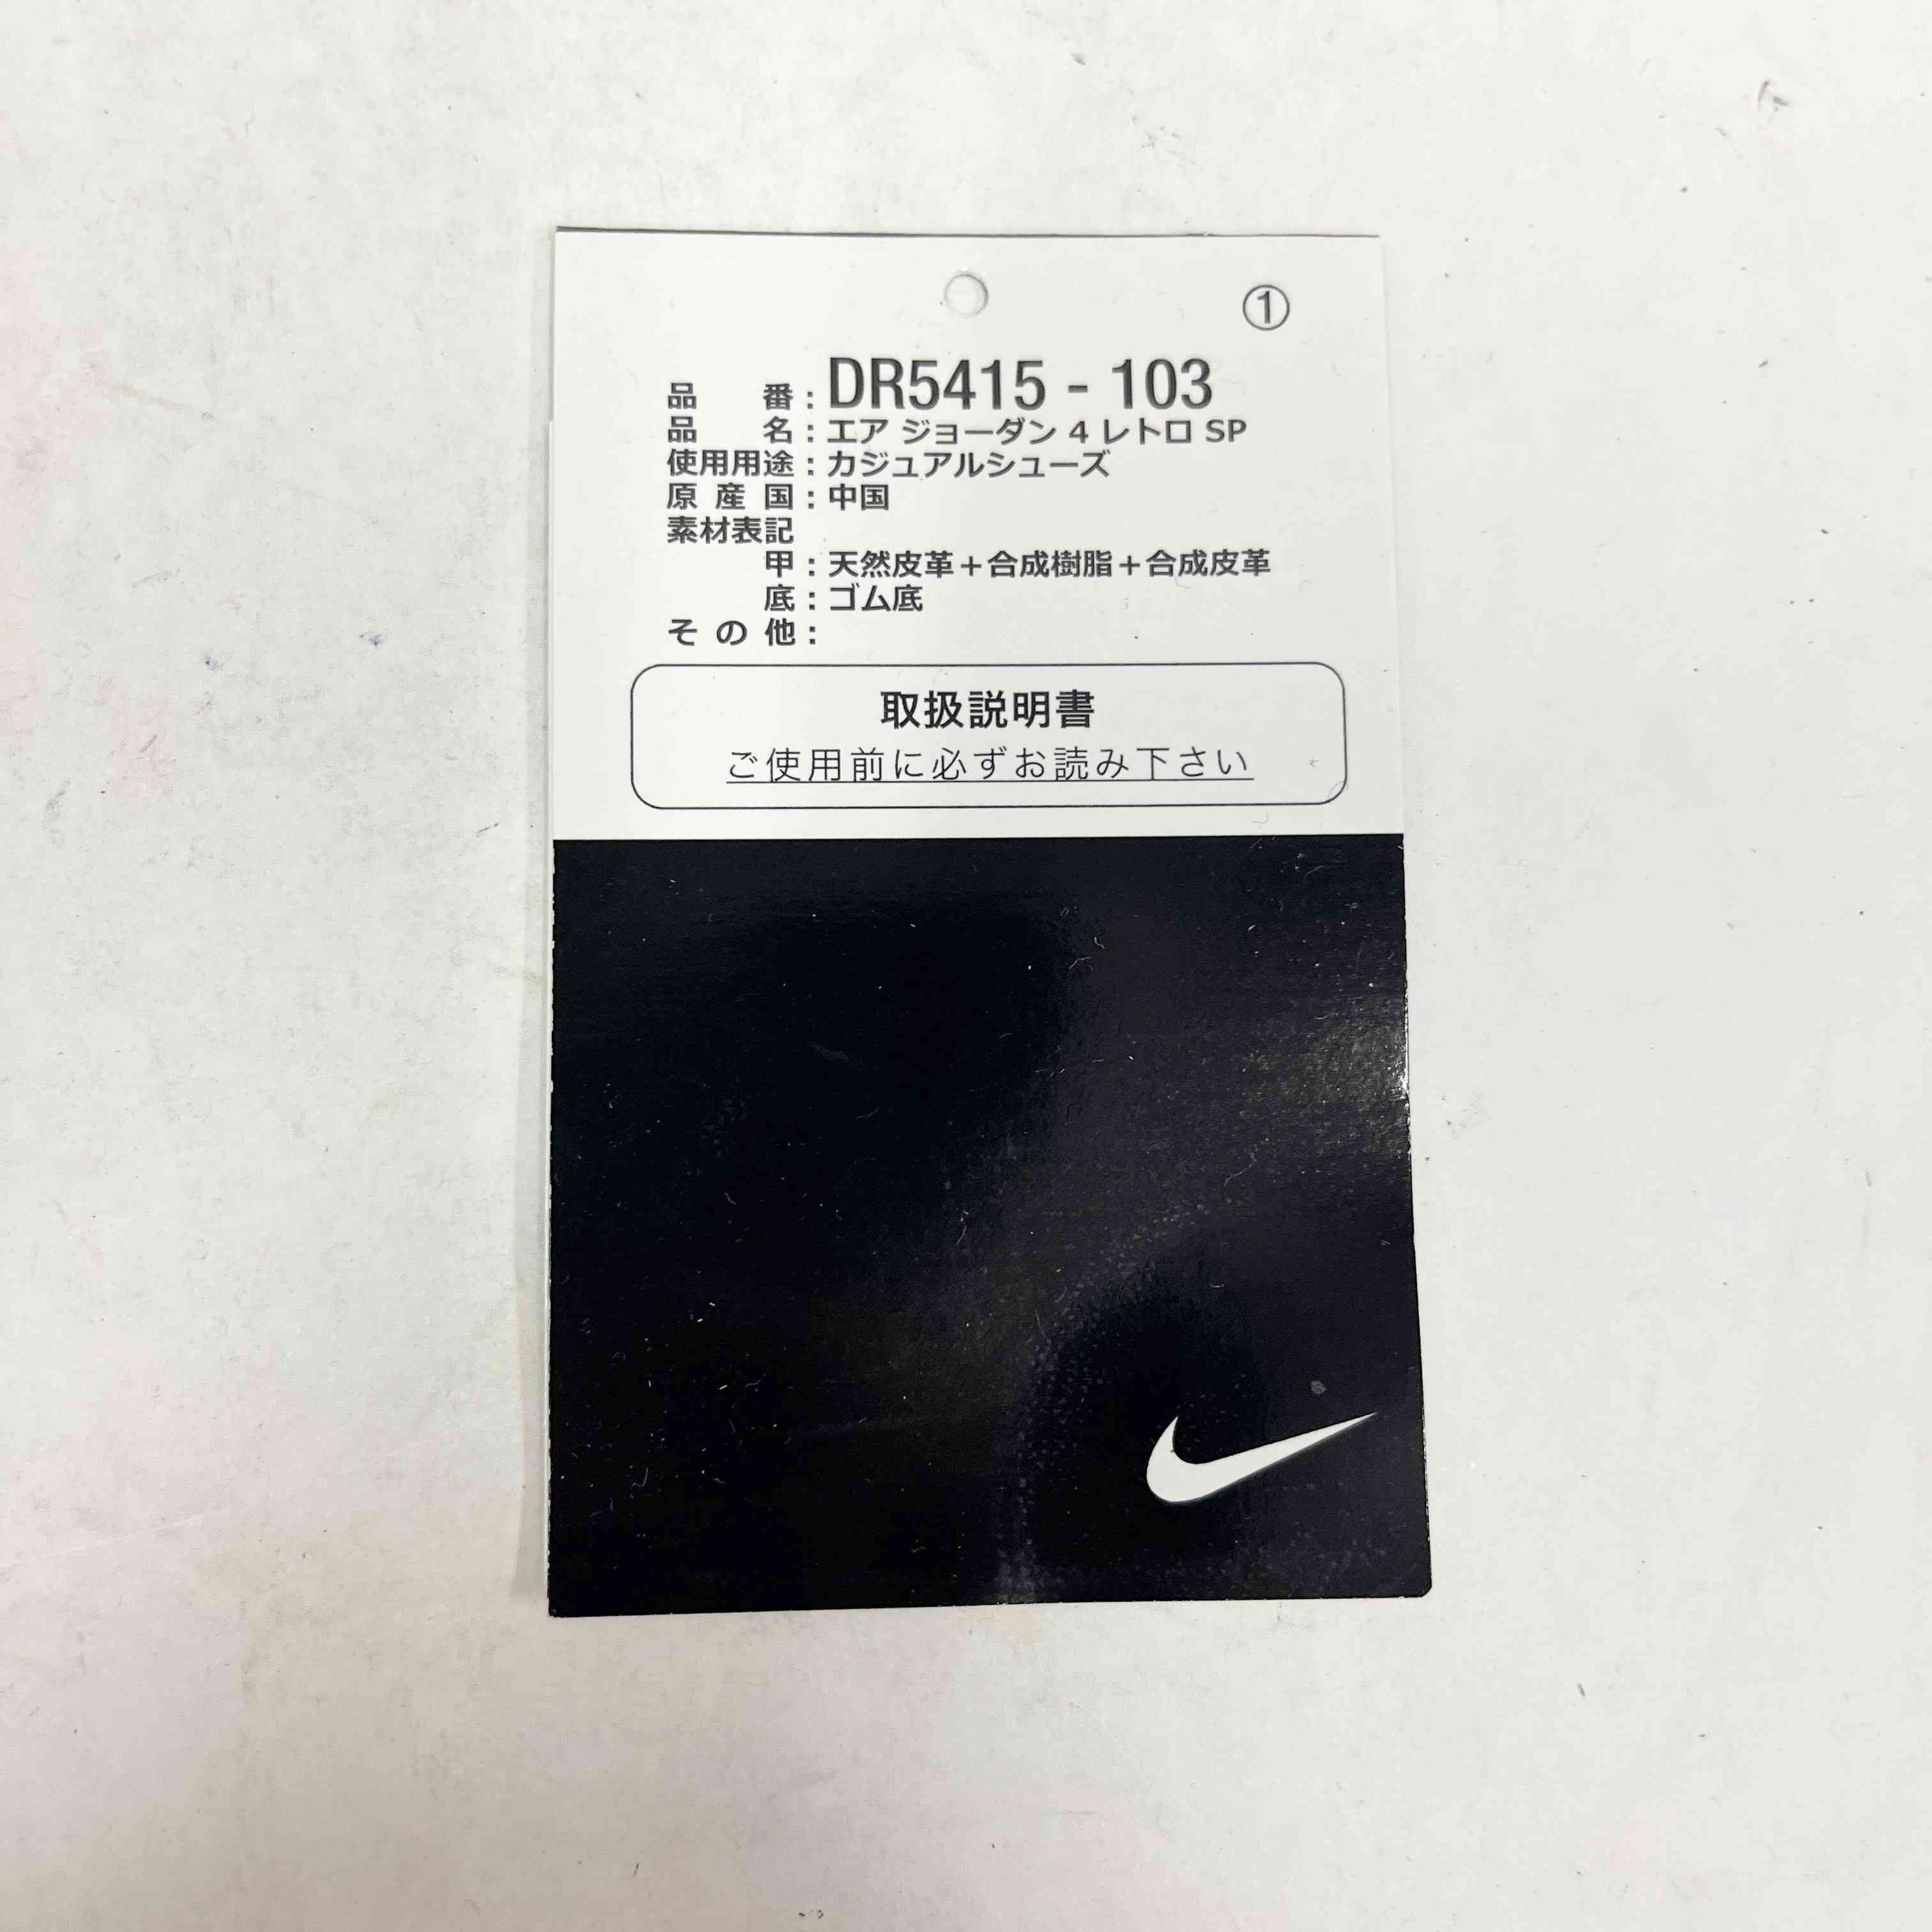 ①
品番：DR5415 - 103
品名：エア ジョーダン 4 レトロ SP
使用用途：カジュアルシューズ
原産国：中国
素材表記
甲：天然皮革＋合成樹脂＋合成皮革
底：ゴム底
その他：
取扱説明書
ご使用前に必ずお読み下さい